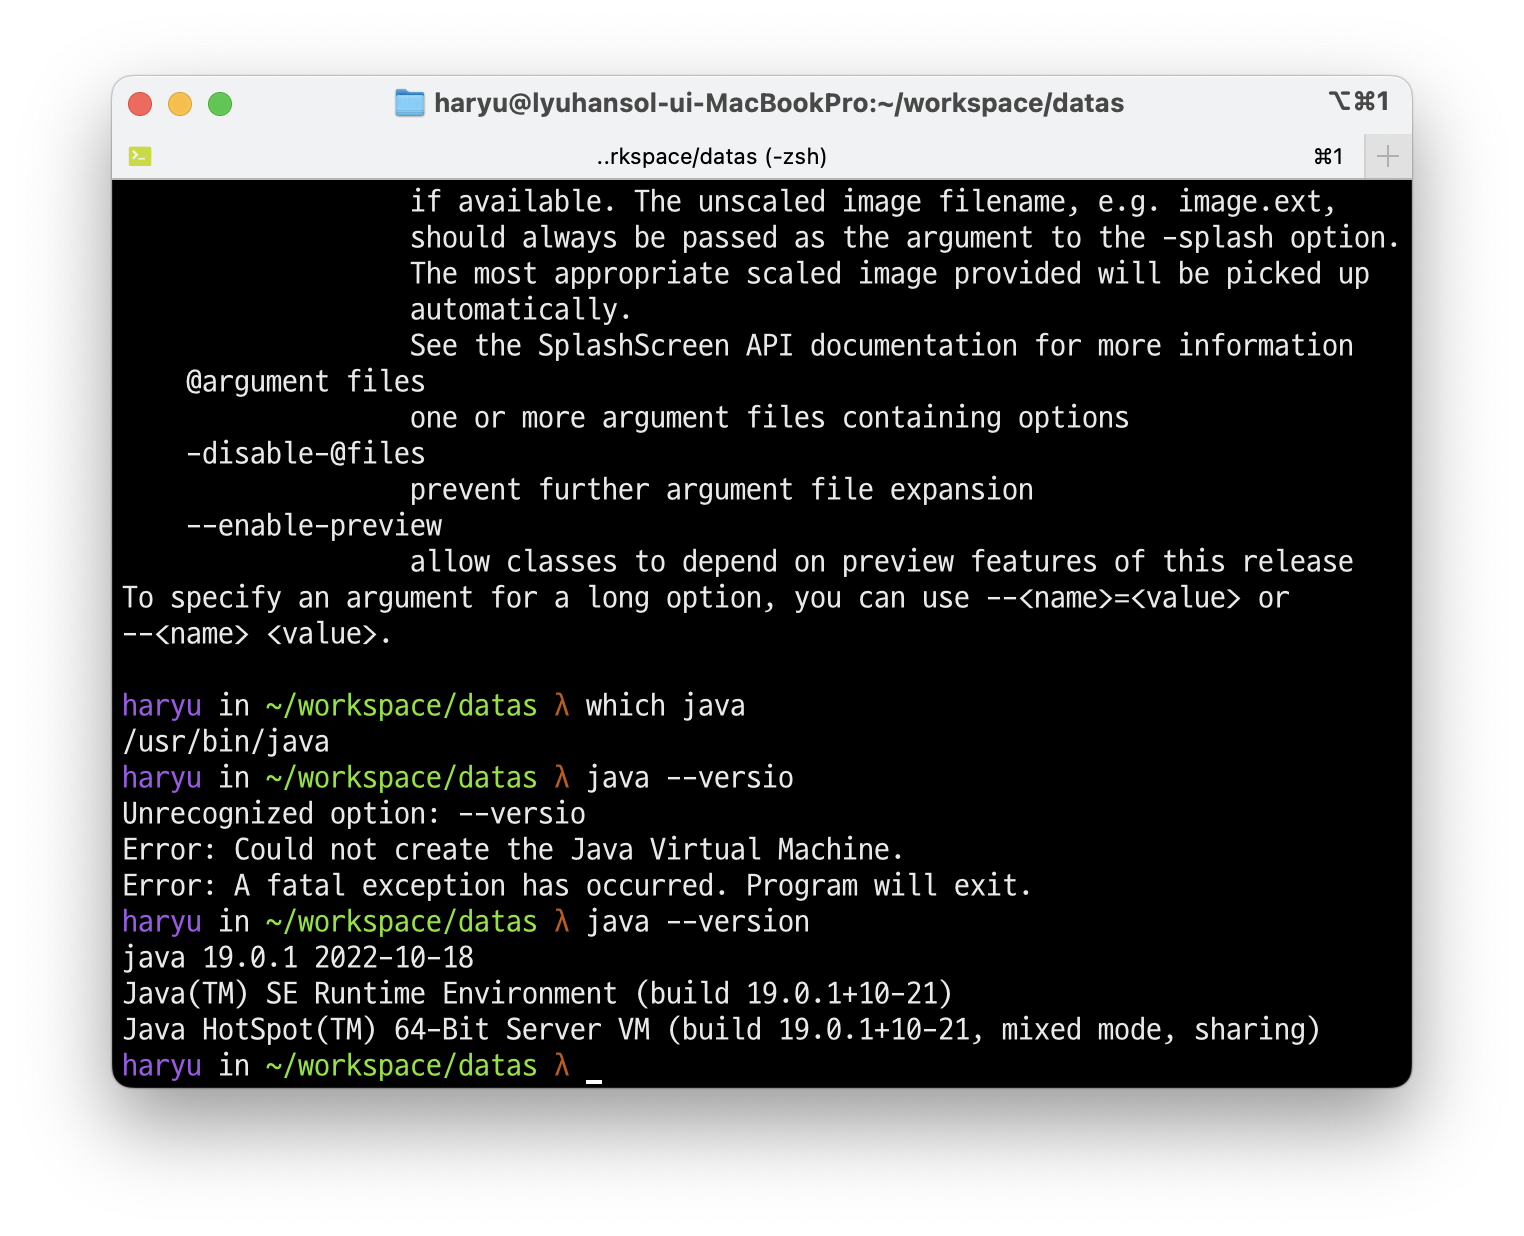 haryu@lyuhansol-ui-MacBookPro:~/workspace/datas ⌥⌘1
..rkspace/datas (-zsh) ⌘1
if available. The unscaled image filename, e.g. image.ext,
should always be passed as the argument to the -splash option.
The most appropriate scaled image provided will be picked up
automatically.
See the SplashScreen API documentation for more information
@argument files
one or more argument files containing options
-disable-@files
prevent further argument file expansion
--enable-preview
allow classes to depend on preview features of this release
To specify an argument for a long option, you can use --<name>=<value> or
--<name> <value>.
haryu in ~/workspace/datas λ which java
/usr/bin/java
haryu in ~/workspace/datas λ java --versio
Unrecognized option: --versio
Error: Could not create the Java Virtual Machine.
Error: A fatal exception has occurred. Program will exit.
haryu in ~/workspace/datas λ java --version
java 19.0.1 2022-10-18
Java(TM) SE Runtime Environment (build 19.0.1+10-21)
Java HotSpot(TM) 64-Bit Server VM (build 19.0.1+10-21, mixed mode, sharing)
haryu in ~/workspace/datas λ